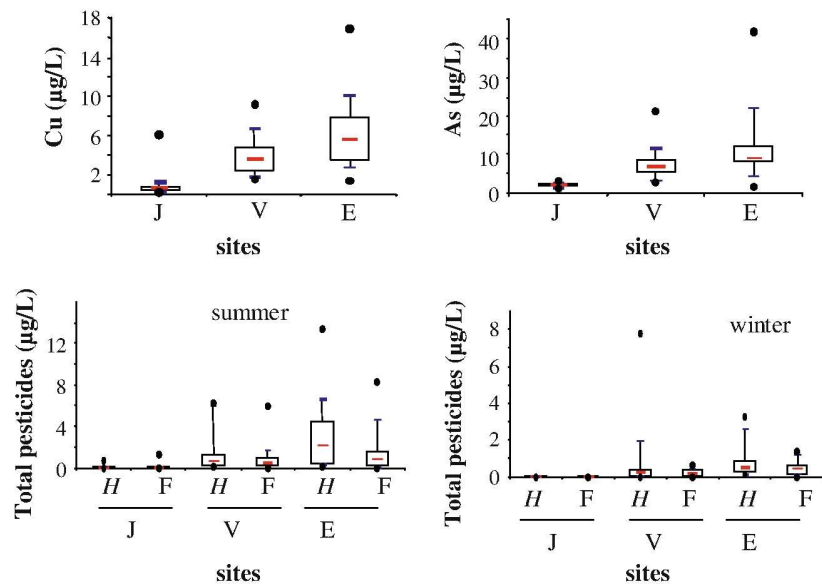 Cu (µg/L)
18
14
10
6
2
J V E
sites
As (µg/L)
40
30
20
10
0
J V E
sites
Total pesticides (µg/L)
summer
12
8
4
0
H F H F H F
J V E
sites
Total pesticides (µg/L)
winter
8
6
4
2
0
H F H F H F
J V E
sites